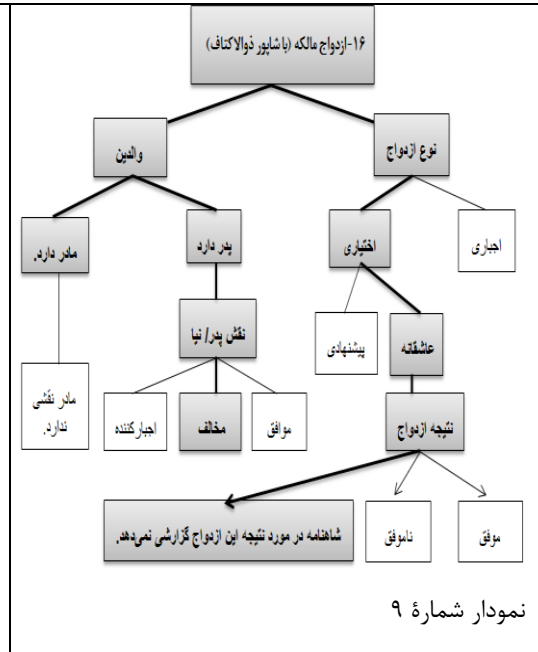 ۱۶-ازدواج مالکه (با شاپور ذوالاکتاف)
نوع ازدواج
والدین
اجباری
اختیاری
پدر دارد
مادر دارد.
عاشقانه
پیشنهادی
نقش پدر/ نیا
مادر نقشی
ندارد.
نتیجه ازدواج
موافق
مخالف
اجبارکننده
موفق
ناموفق
شاهنامه در مورد نتیجه این ازدواج گزارشی نمی‌دهد.
نمودار شمارۀ ۹